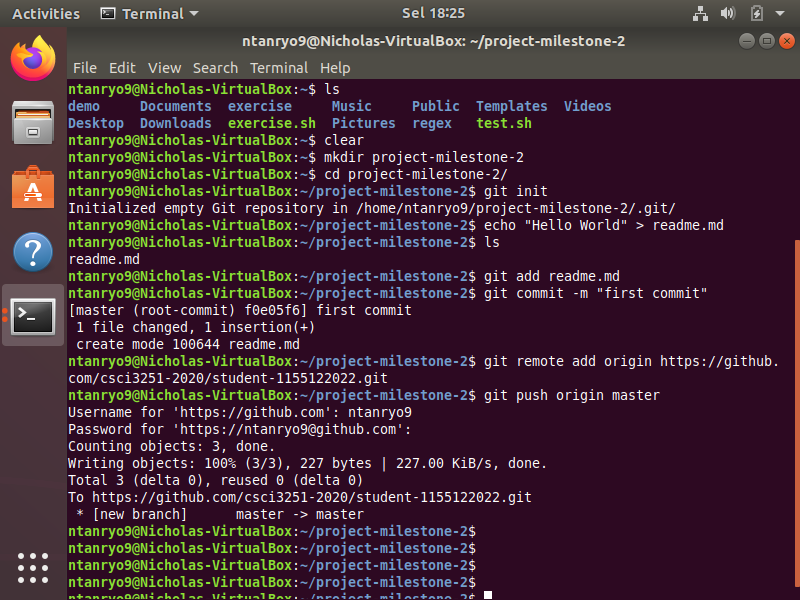 Activities Terminal Sel 18:25
ntanryo9@Nicholas-VirtualBox: ~/project-milestone-2
File Edit View Search Terminal Help
ntanryo9@Nicholas-VirtualBox:~$ ls
demo Documents exercise Music Public Templates Videos
Desktop Downloads exercise.sh Pictures regex test.sh
ntanryo9@Nicholas-VirtualBox:~$ clear
ntanryo9@Nicholas-VirtualBox:~$ mkdir project-milestone-2
ntanryo9@Nicholas-VirtualBox:~$ cd project-milestone-2/
ntanryo9@Nicholas-VirtualBox:~/project-milestone-2$ git init
Initialized empty Git repository in /home/ntanryo9/project-milestone-2/.git/
ntanryo9@Nicholas-VirtualBox:~/project-milestone-2$ echo "Hello World" > readme.md
ntanryo9@Nicholas-VirtualBox:~/project-milestone-2$ ls
readme.md
ntanryo9@Nicholas-VirtualBox:~/project-milestone-2$ git add readme.md
ntanryo9@Nicholas-VirtualBox:~/project-milestone-2$ git commit -m "first commit"
[master (root-commit) f0e05f6] first commit
 1 file changed, 1 insertion(+)
 create mode 100644 readme.md
ntanryo9@Nicholas-VirtualBox:~/project-milestone-2$ git remote add origin https://github.
com/csci3251-2020/student-1155122022.git
ntanryo9@Nicholas-VirtualBox:~/project-milestone-2$ git push origin master
Username for 'https://github.com': ntanryo9
Password for 'https://ntanryo9@github.com':
Counting objects: 3, done.
Writing objects: 100% (3/3), 227 bytes | 227.00 KiB/s, done.
Total 3 (delta 0), reused 0 (delta 0)
To https://github.com/csci3251-2020/student-1155122022.git
 * [new branch] master -> master
ntanryo9@Nicholas-VirtualBox:~/project-milestone-2$
ntanryo9@Nicholas-VirtualBox:~/project-milestone-2$
ntanryo9@Nicholas-VirtualBox:~/project-milestone-2$
ntanryo9@Nicholas-VirtualBox:~/project-milestone-2$
ntanryo9@Nicholas-VirtualBox:~/project-milestone-2$